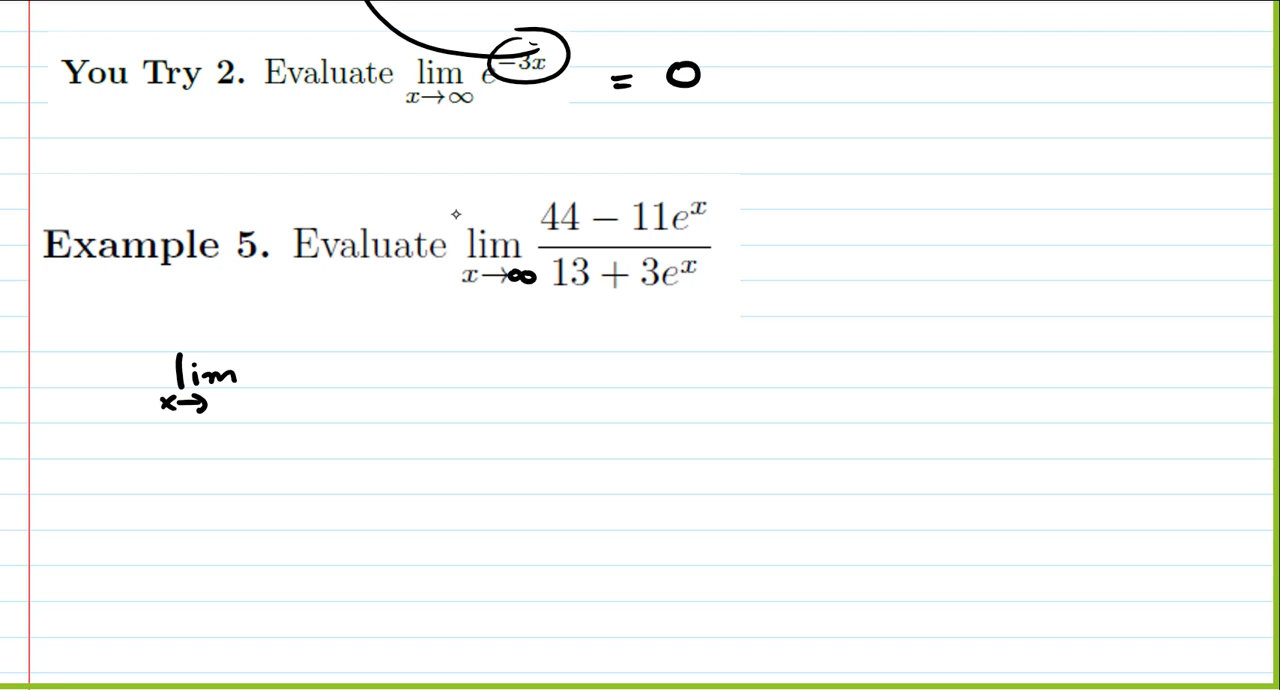 You Try 2. Evaluate lim x→∞ e^{-3x} = 0
Example 5. Evaluate lim x→∞ (44 − 11e^x)/(13 + 3e^x)
lim x→